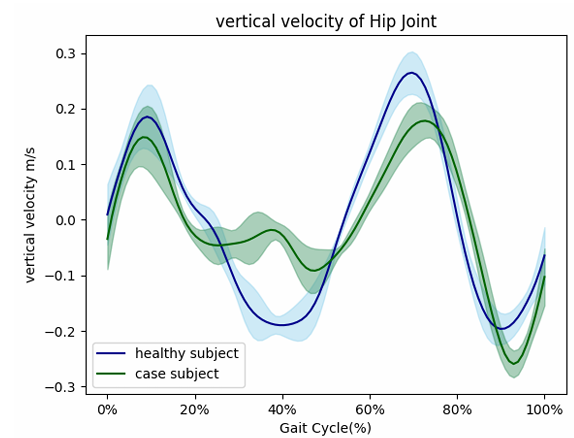 vertical velocity of Hip Joint
vertical velocity m/s
0.3
0.2
0.1
0.0
−0.1
−0.2
−0.3
healthy subject
case subject
0%
20%
40%
60%
80%
100%
Gait Cycle(%)